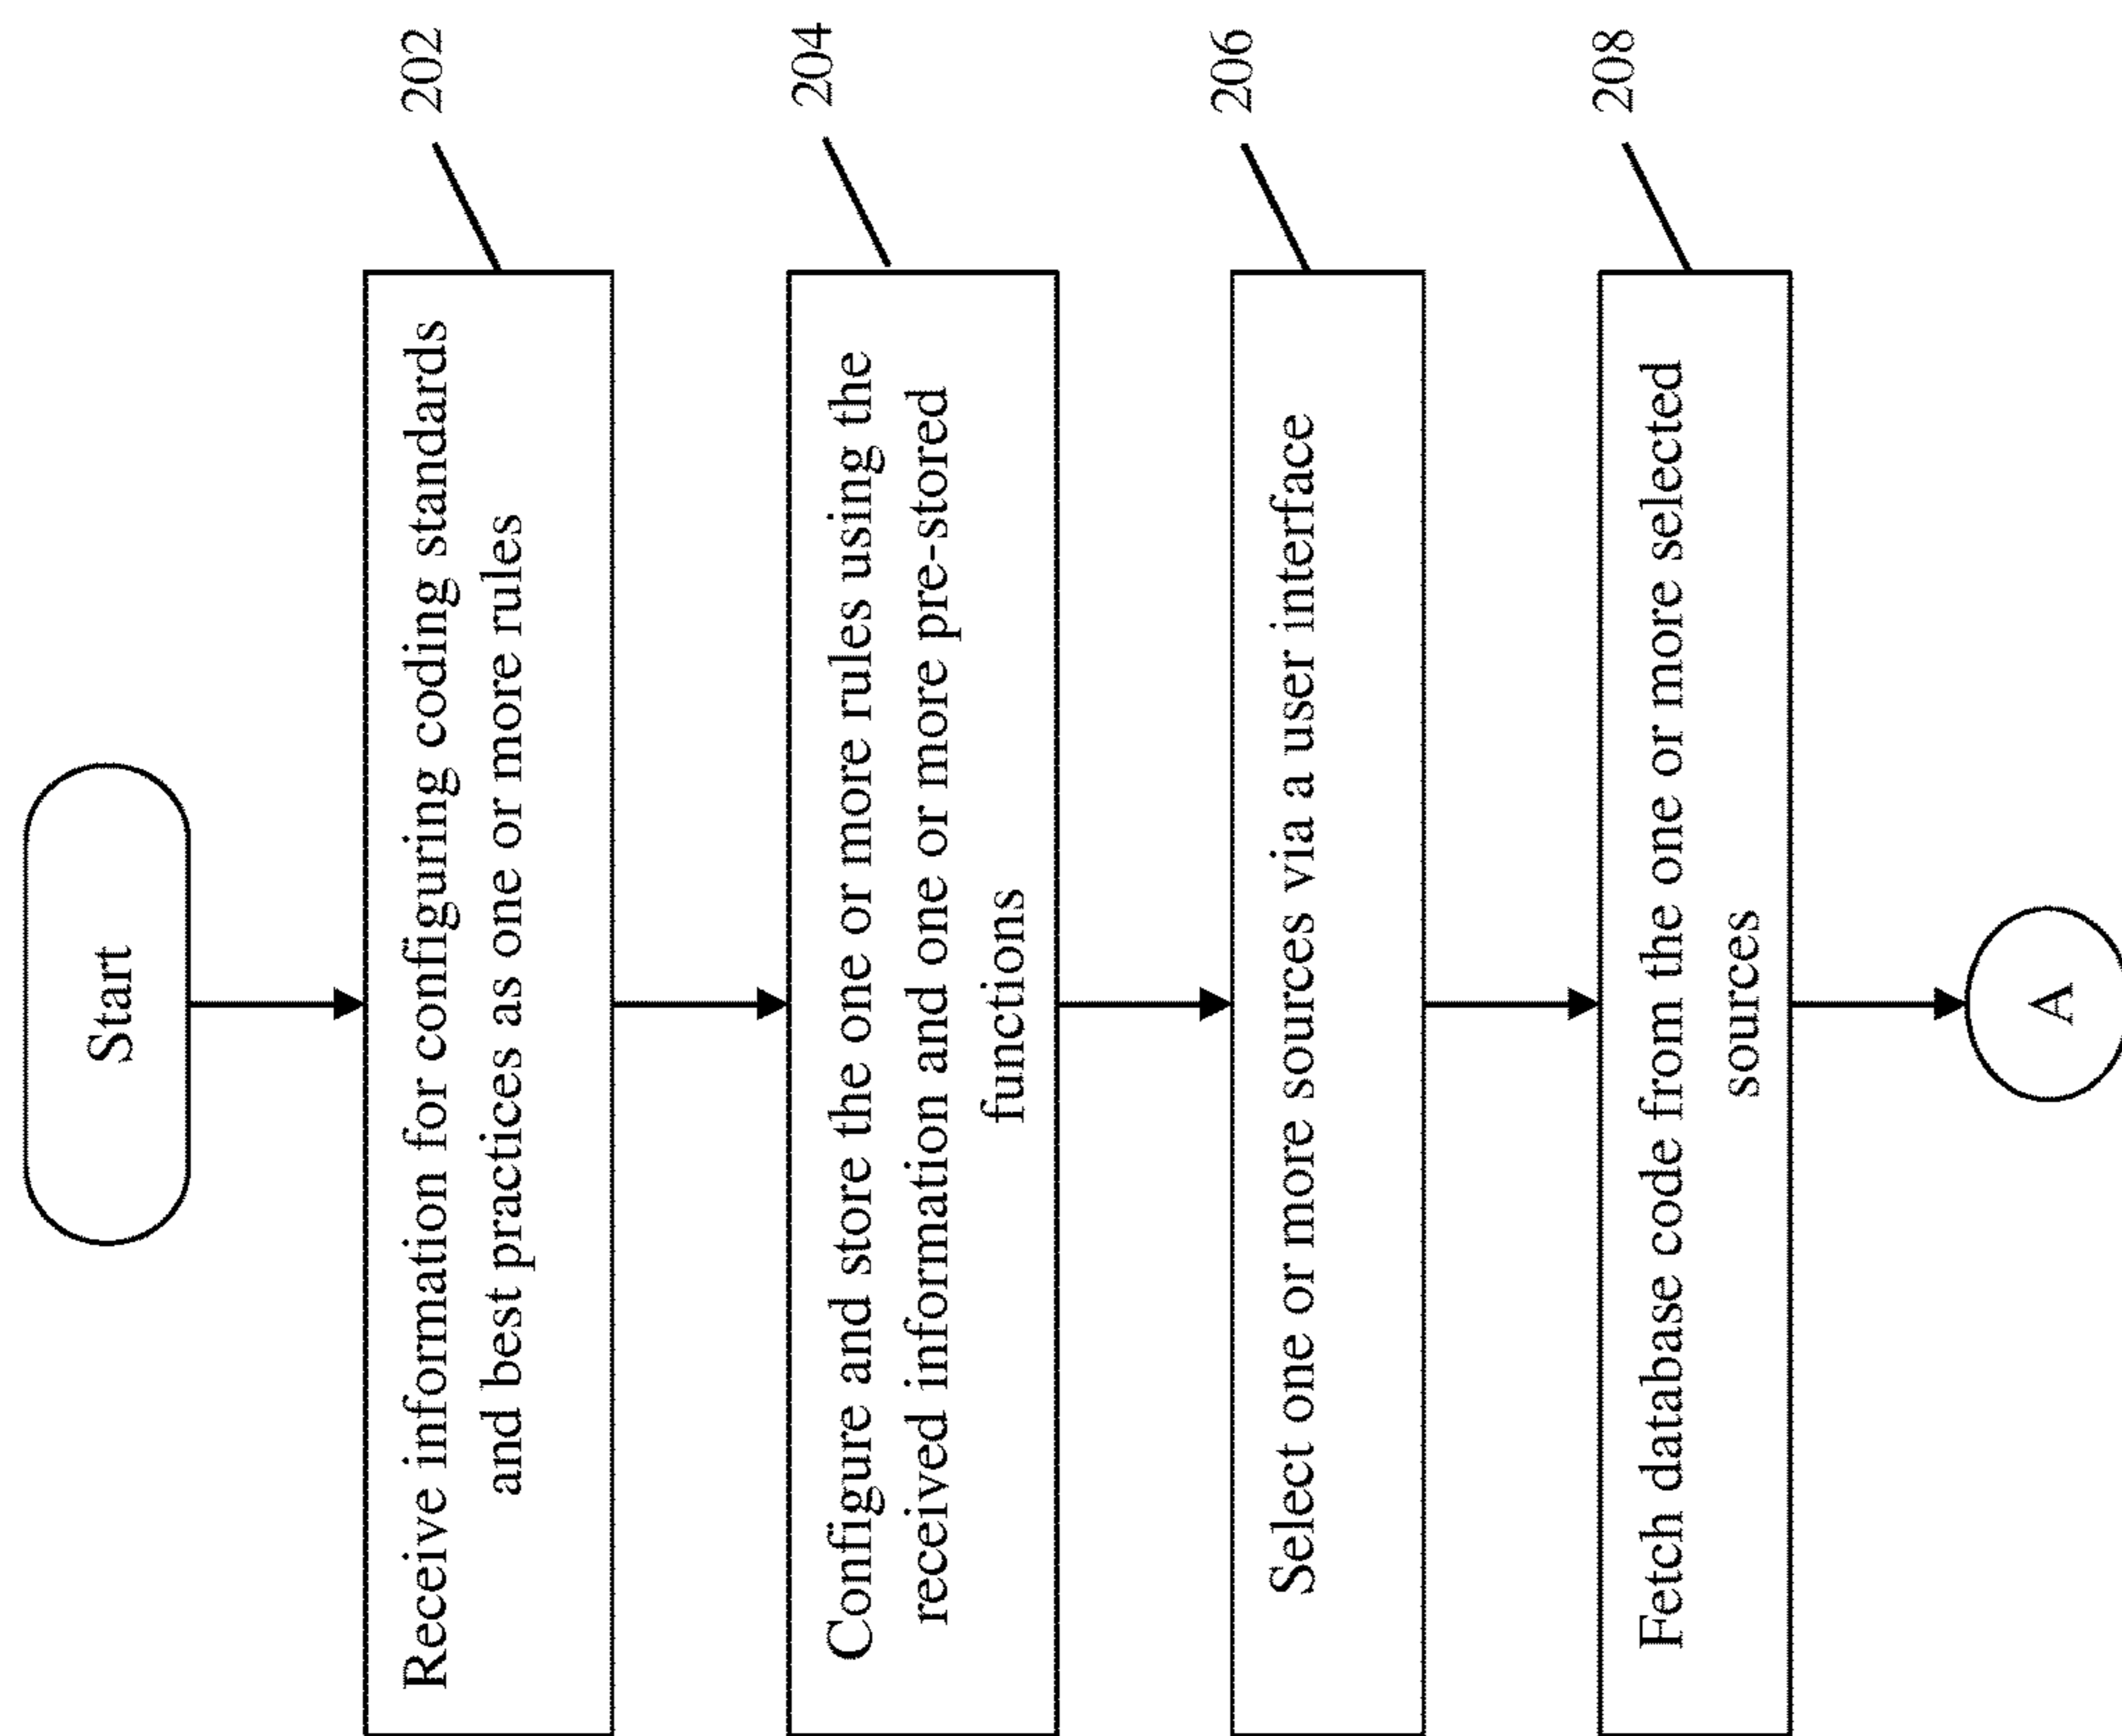 Start
Receive information for configuring coding standards
and best practices as one or more rules
202
Configure and store the one or more rules using the
received information and one or more pre-stored
functions
204
Select one or more sources via a user interface
206
Fetch database code from the one or more selected
sources
208
A